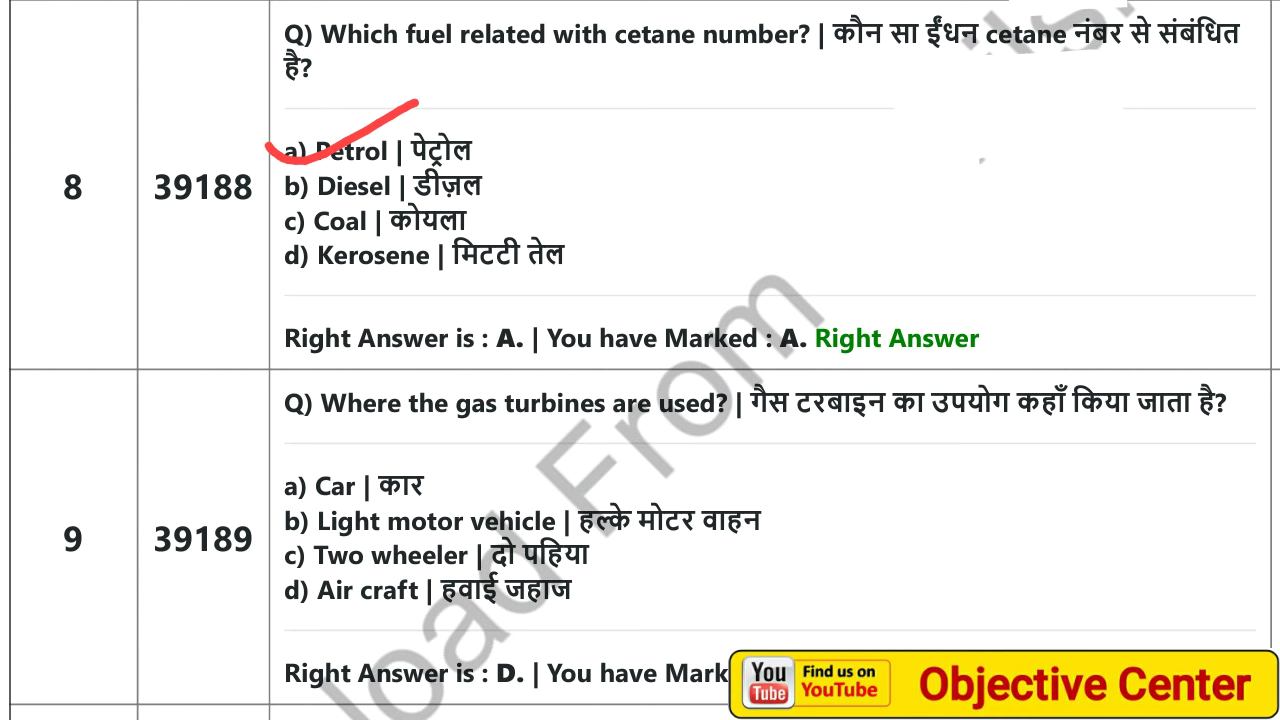 Q) Which fuel related with cetane number? | कौन सा ईंधन cetane नंबर से संबंधित
है?
a) Petrol | पेट्रोल
b) Diesel | डीज़ल
8
39188
c) Coal | कोयला
d) Kerosene | मिटटी तेल
Right Answer is : A. | You have Marked : A. Right Answer
Q) Where the gas turbines are used? | गैस टरबाइन का उपयोग कहाँ किया जाता है?
a) Car | कार
b) Light motor vehicle | हल्के मोटर वाहन
9
39189
c) Two wheeler | दो पहिया
d) Air craft | हवाई जहाज
Right Answer is : D. | You have Mark
load From
You
Tube
Find us on
YouTube
Objective Center